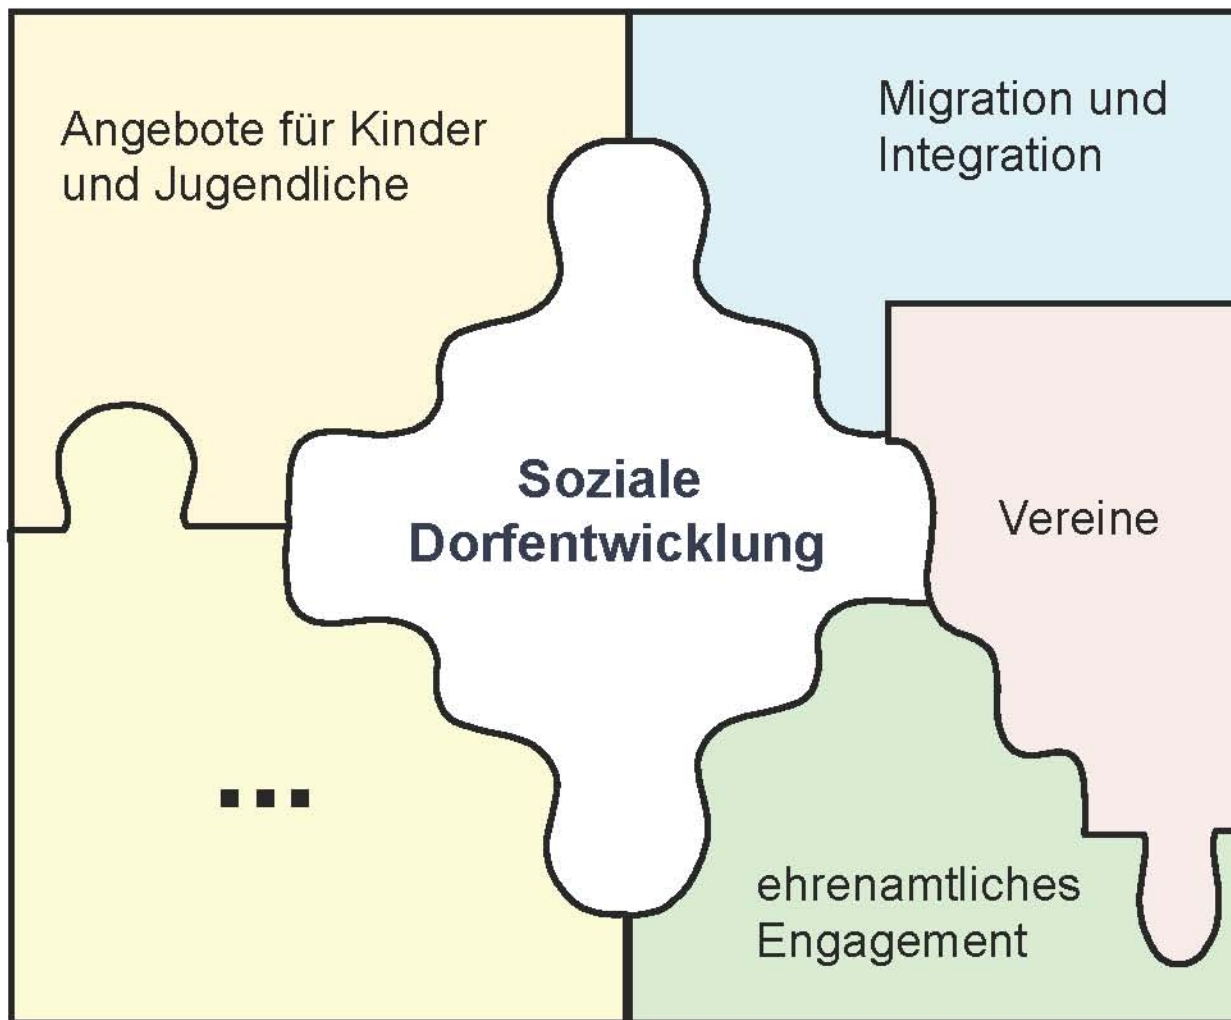 Angebote für Kinder
und Jugendliche
Migration und
Integration
Soziale
Dorfentwicklung
Vereine
...
ehrenamtliches
Engagement